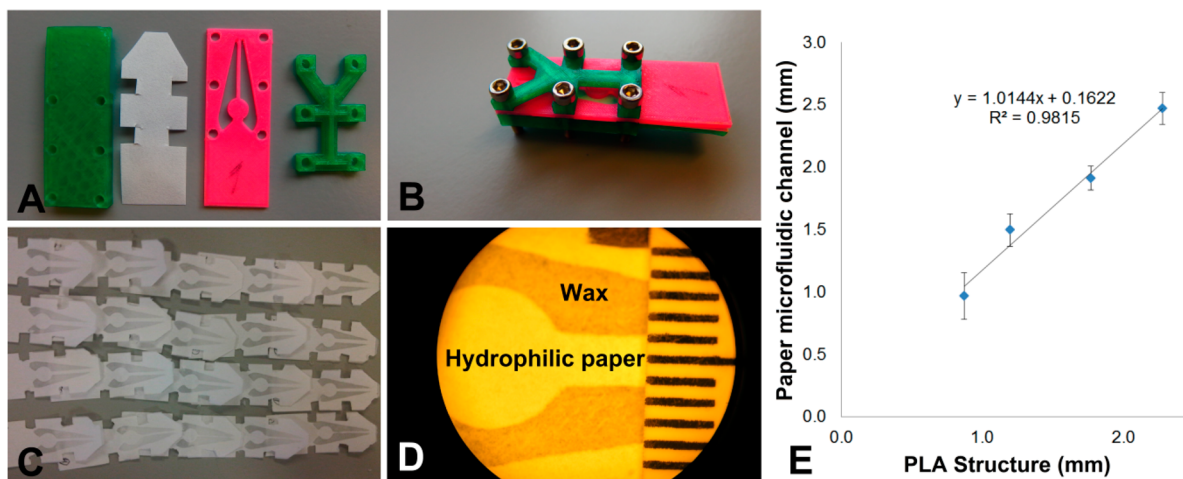 A
B
C
D
Wax
Hydrophilic paper
1
E
Paper microfluidic channel (mm)
3.0
2.5
2.0
1.5
1.0
0.5
0.0
y = 1.0144x + 0.1622
R² = 0.9815
0.0
1.0
2.0
PLA Structure (mm)